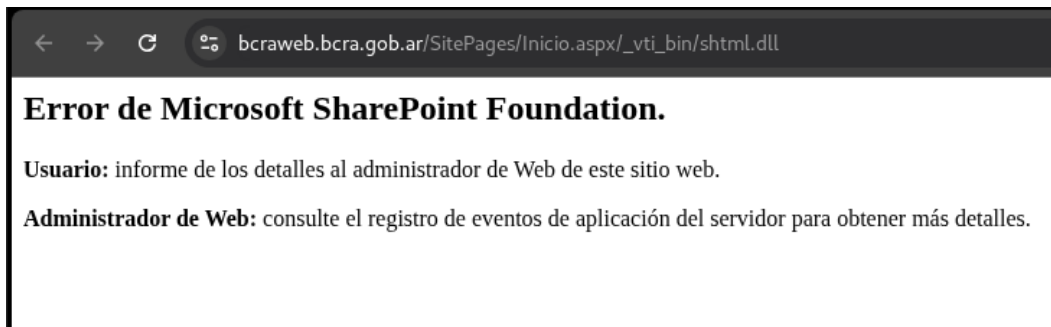 bcraweb.bcra.gob.ar/SitePages/Inicio.aspx/_vti_bin/shtml.dll
Error de Microsoft SharePoint Foundation.
Usuario: informe de los detalles al administrador de Web de este sitio web.
Administrador de Web: consulte el registro de eventos de aplicación del servidor para obtener más detalles.